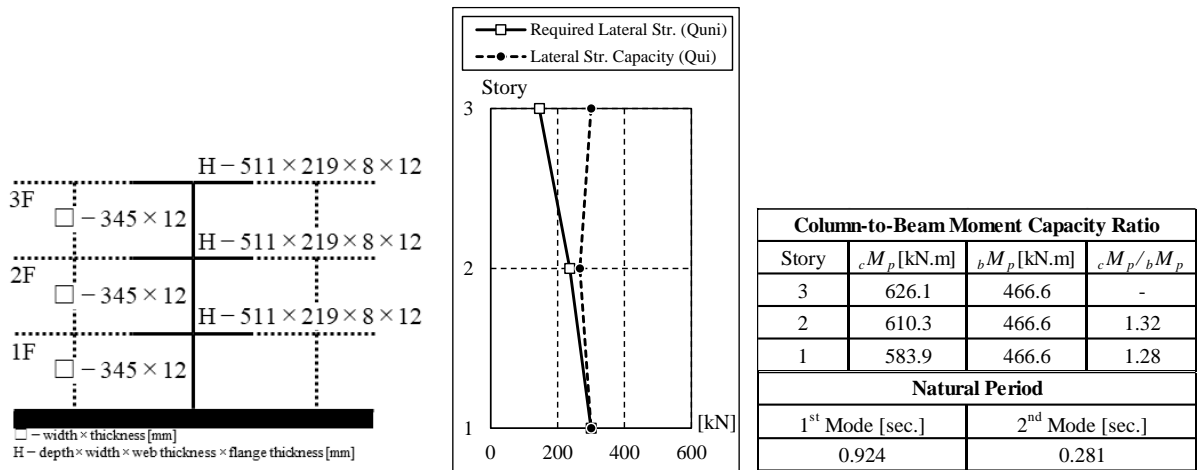 H－511×219×8×12
3F
□－345×12
H－511×219×8×12
2F
□－345×12
H－511×219×8×12
1F
□－345×12
□－width×thickness[mm]
H－depth×width×web thickness×flange thickness[mm]
Required Lateral Str. (Quni)
Lateral Str. Capacity (Qui)
Story
3
0 200 400 600
2
1
[kN]
Column-to-Beam Moment Capacity Ratio
Story cMp[kN.m] bMp[kN.m] cMp/bMp
3 626.1 466.6 -
2 610.3 466.6 1.32
1 583.9 466.6 1.28
Natural Period
1st Mode [sec.] 2nd Mode [sec.]
0.924 0.281